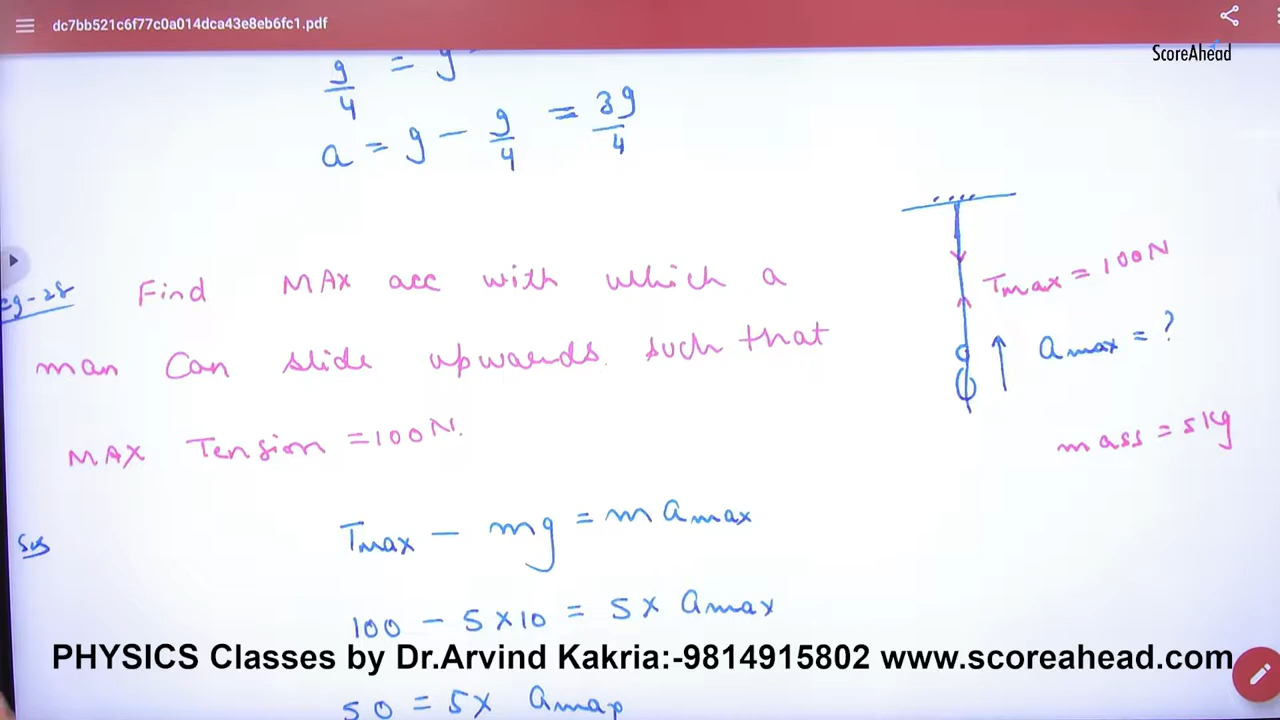 dc7bb521c6f77c0a014dca43e8eb6fc1.pdf
ScoreAhead
g/4 = g -
a = g - g/4 = 3g/4
eg-28 Find MAX acc with which a
man Can slide upwards. such that
MAX Tension = 100N.
Tmax = 100N
amax = ?
mass = 5Kg
Tmax - mg = m amax
100 - 5×10 = 5× amax
PHYSICS Classes by Dr.Arvind Kakria:-9814915802 www.scoreahead.com
50 = 5× amax